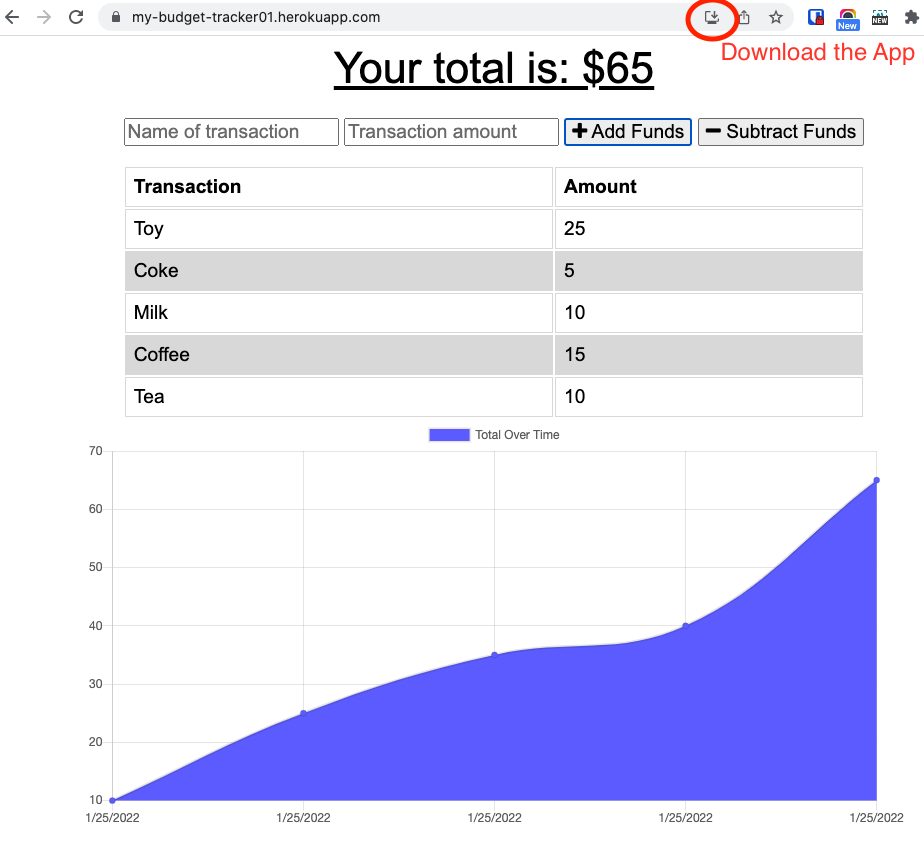 my-budget-tracker01.herokuapp.com
New
NEW
Download the App
Your total is: $65
Name of transaction Transaction amount Add Funds Subtract Funds
Transaction Amount
Toy 25
Coke 5
Milk 10
Coffee 15
Tea 10
Total Over Time
70
60
50
40
30
20
10
1/25/2022 1/25/2022 1/25/2022 1/25/2022 1/25/2022